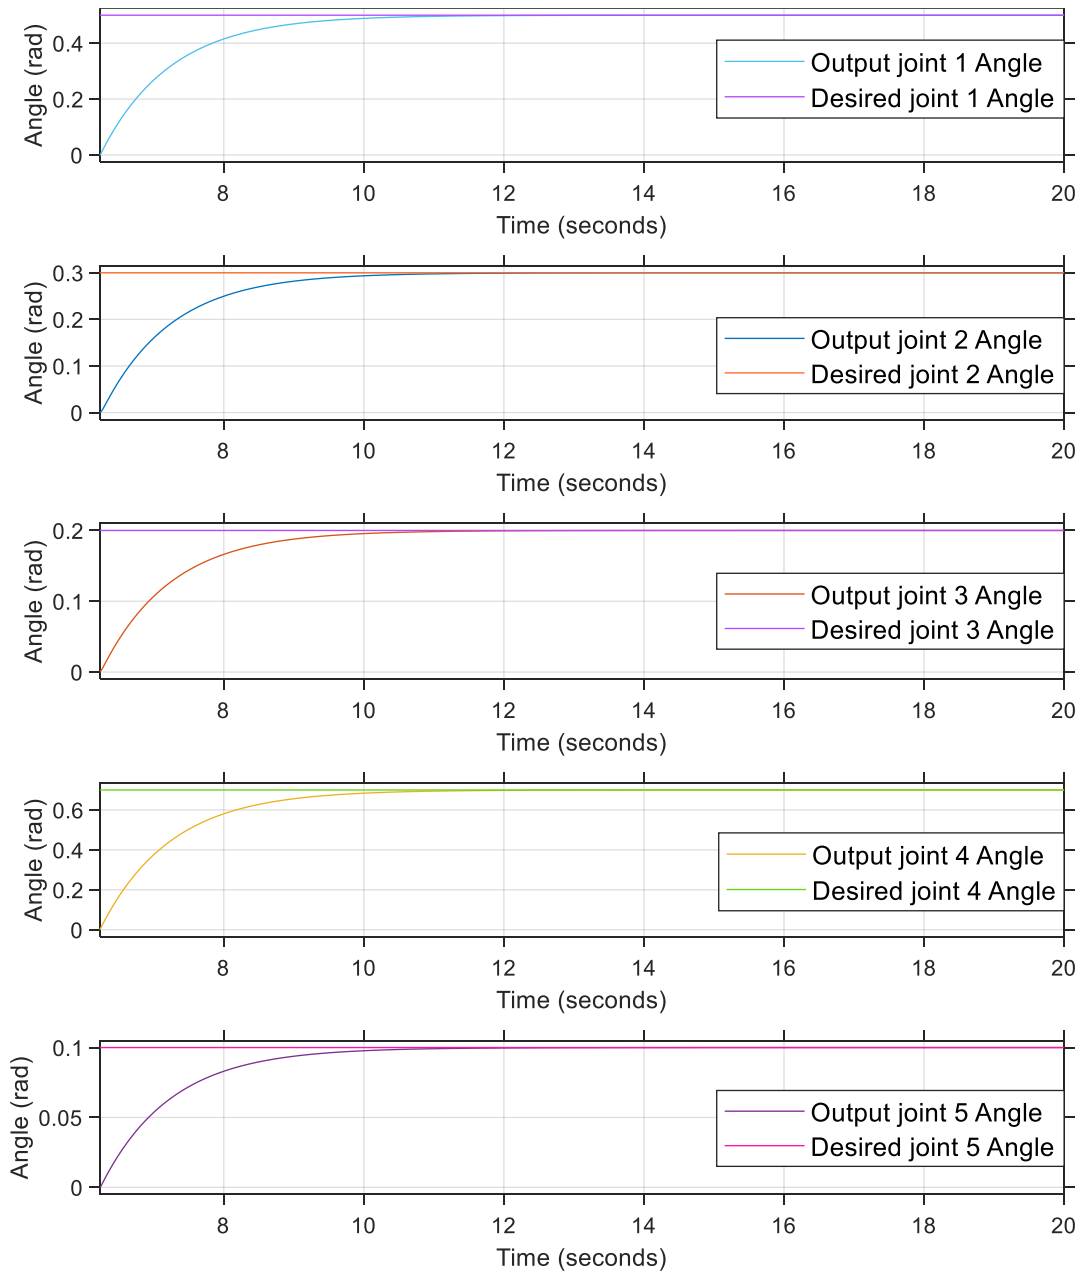 Angle (rad)
0.4
0.2
0
Output joint 1 Angle
Desired joint 1 Angle
8 10 12 14 16 18 20
Time (seconds)
Angle (rad)
0.3
0.2
0.1
0
Output joint 2 Angle
Desired joint 2 Angle
8 10 12 14 16 18 20
Time (seconds)
Angle (rad)
0.2
0.1
0
Output joint 3 Angle
Desired joint 3 Angle
8 10 12 14 16 18 20
Time (seconds)
Angle (rad)
0.6
0.4
0.2
0
Output joint 4 Angle
Desired joint 4 Angle
8 10 12 14 16 18 20
Time (seconds)
Angle (rad)
0.1
0.05
0
Output joint 5 Angle
Desired joint 5 Angle
8 10 12 14 16 18 20
Time (seconds)